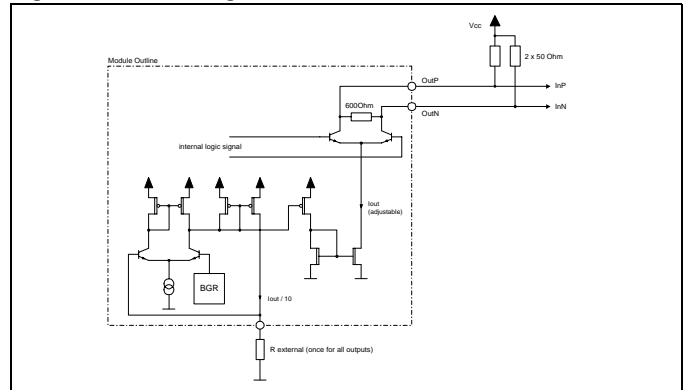 Vcc
2 x 50 Ohm
Module Outline
OutP
InP
600Ohm
InN
OutN
internal logic signal
Iout
(adjustable)
BGR
Iout / 10
R external (once for all outputs)